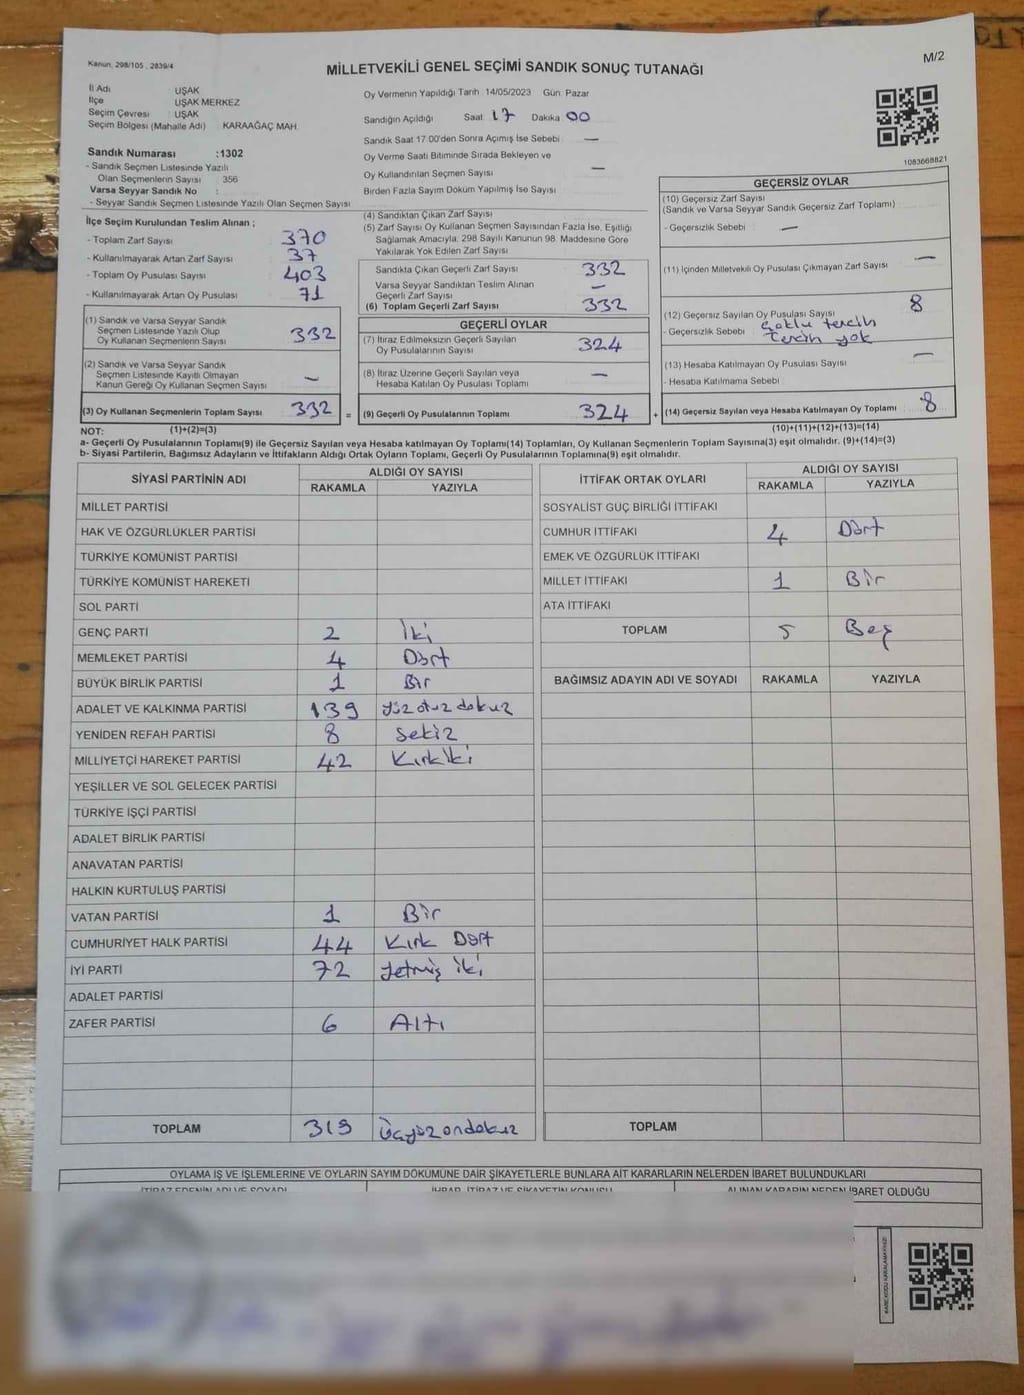 Kanun, 298/105 , 2839/4
MİLLETVEKİLİ GENEL SEÇİMİ SANDIK SONUÇ TUTANAĞI
M/2
İl Adı : UŞAK
İlçe : UŞAK MERKEZ
Seçim Çevresi : UŞAK
Seçim Bölgesi (Mahalle Adı) : KARAAĞAÇ MAH.
Sandık Numarası :1302
- Sandık Seçmen Listesinde Yazılı
Olan Seçmenlerin Sayısı : 356
Varsa Seyyar Sandık No :
- Seyyar Sandık Seçmen Listesinde Yazılı Olan Seçmen Sayısı
Oy Vermenin Yapıldığı Tarih 14/05/2023 Gün: Pazar
Sandığın Açıldığı Saat 17 Dakika 00
Sandık Saat 17.00'den Sonra Açımış İse Sebebi —
Oy Verme Saati Bitiminde Sırada Bekleyen ve
Oy Kullandırılan Seçmen Sayısı —
Birden Fazla Sayım Döküm Yapılmış İse Sayısı
1083668821
İlçe Seçim Kurulundan Teslim Alınan ;
- Toplam Zarf Sayısı 370
- Kullanılmayarak Artan Zarf Sayısı 37
- Toplam Oy Pusulası Sayısı 403
- Kullanılmayarak Artan Oy Pusulası 71
(1) Sandık ve Varsa Seyyar Sandık
Seçmen Listesinde Yazılı Olup
Oy Kullanan Seçmenlerin Sayısı 332
(2) Sandık ve Varsa Seyyar Sandık
Seçmen Listesinde Kayıtlı Olmayan
Kanun Gereği Oy Kullanan Seçmen Sayısı —
(3) Oy Kullanan Seçmenlerin Toplam Sayısı 332 =
(4) Sandıktan Çıkan Zarf Sayısı
(5) Zarf Sayısı Oy Kullanan Seçmen Sayısından Fazla İse, Eşitliği
Sağlamak Amacıyla; 298 Sayılı Kanunun 98. Maddesine Göre
Yakılarak Yok Edilen Zarf Sayısı
Sandıkta Çıkan Geçerli Zarf Sayısı 332
Varsa Seyyar Sandıktan Teslim Alınan
Geçerli Zarf Sayısı —
(6) Toplam Geçerli Zarf Sayısı 332
GEÇERLİ OYLAR
(7) İtiraz Edilmeksizin Geçerli Sayılan
Oy Pusulalarının Sayısı 324
(8) İtiraz Üzerine Geçerli Sayılan veya
Hesaba Katılan Oy Pusulası Toplamı —
(9) Geçerli Oy Pusulalarının Toplamı 324 +
GEÇERSİZ OYLAR
(10) Geçersiz Zarf Sayısı
(Sandık ve Varsa Seyyar Sandık Geçersiz Zarf Toplamı)
- Geçersizlik Sebebi : —
(11) İçinden Milletvekili Oy Pusulası Çıkmayan Zarf Sayısı —
(12) Geçersiz Sayılan Oy Pusulası Sayısı 8
- Geçersizlik Sebebi : Çoklu tercih
Tercih yok
(13) Hesaba Katılmayan Oy Pusulası Sayısı —
- Hesaba Katılmama Sebebi :
(14) Geçersiz Sayılan veya Hesaba Katılmayan Oy Toplamı 8
NOT: (1)+(2)=(3) (10)+(11)+(12)+(13)=(14)
a- Geçerli Oy Pusulalarının Toplamı(9) ile Geçersiz Sayılan veya Hesaba katılmayan Oy Toplamı(14) Toplamları, Oy Kullanan Seçmenlerin Toplam Sayısına(3) eşit olmalıdır. (9)+(14)=(3)
b- Siyasi Partilerin, Bağımsız Adayların ve İttifakların Aldığı Ortak Oyların Toplamı, Geçerli Oy Pusulalarının Toplamına(9) eşit olmalıdır.
SİYASİ PARTİNİN ADI ALDIĞI OY SAYISI
RAKAMLA YAZIYLA
MİLLET PARTİSİ
HAK VE ÖZGÜRLÜKLER PARTİSİ
TÜRKİYE KOMÜNİST PARTİSİ
TÜRKİYE KOMÜNİST HAREKETİ
SOL PARTİ
GENÇ PARTİ 2 İki
MEMLEKET PARTİSİ 4 Dört
BÜYÜK BİRLİK PARTİSİ 1 Bir
ADALET VE KALKINMA PARTİSİ 139 yüz otuz dokuz
YENİDEN REFAH PARTİSİ 8 Sekiz
MİLLİYETÇİ HAREKET PARTİSİ 42 Kırkiki
YEŞİLLER VE SOL GELECEK PARTİSİ
TÜRKİYE İŞÇİ PARTİSİ
ADALET BİRLİK PARTİSİ
ANAVATAN PARTİSİ
HALKIN KURTULUŞ PARTİSİ
VATAN PARTİSİ 1 Bir
CUMHURİYET HALK PARTİSİ 44 Kırk Dört
İYİ PARTİ 72 Yetmiş iki
ADALET PARTİSİ
ZAFER PARTİSİ 6 Altı
TOPLAM 319 Üçyüz ondokuz
İTTİFAK ORTAK OYLARI ALDIĞI OY SAYISI
RAKAMLA YAZIYLA
SOSYALİST GÜÇ BİRLİĞİ İTTİFAKI
CUMHUR İTTİFAKI 4 Dört
EMEK VE ÖZGÜRLÜK İTTİFAKI
MİLLET İTTİFAKI 1 Bir
ATA İTTİFAKI
TOPLAM 5 Beş
BAĞIMSIZ ADAYIN ADI VE SOYADI RAKAMLA YAZIYLA
TOPLAM
OYLAMA İŞ VE İŞLEMLERİNE VE OYLARIN SAYIM DÖKÜMÜNE DAİR ŞİKAYETLERLE BUNLARA AİT KARARLARIN NELERDEN İBARET BULUNDUKLARI
İTİRAZ EDENİN ADI VE SOYADI İHBAR, İTİRAZ VE ŞİKAYETİN KONUSU ALINAN KARARIN NEDEN İBARET OLDUĞU